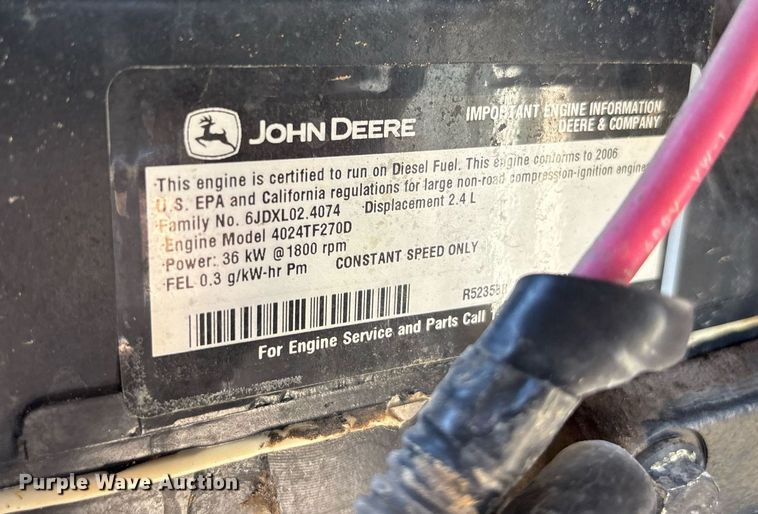 JOHN DEERE
IMPORTANT ENGINE INFORMATION
DEERE & COMPANY
This engine is certified to run on Diesel Fuel. This engine conforms to 2006
U.S. EPA and California regulations for large non-road compression-ignition
Family No. 6JDXL02.4074 Displacement 2.4 L
Engine Model 4024TF270D
Power: 36 kW @1800 rpm
FEL 0.3 g/kW-hr Pm CONSTANT SPEED ONLY
For Engine Service and Parts Call
Purple Wave Auction